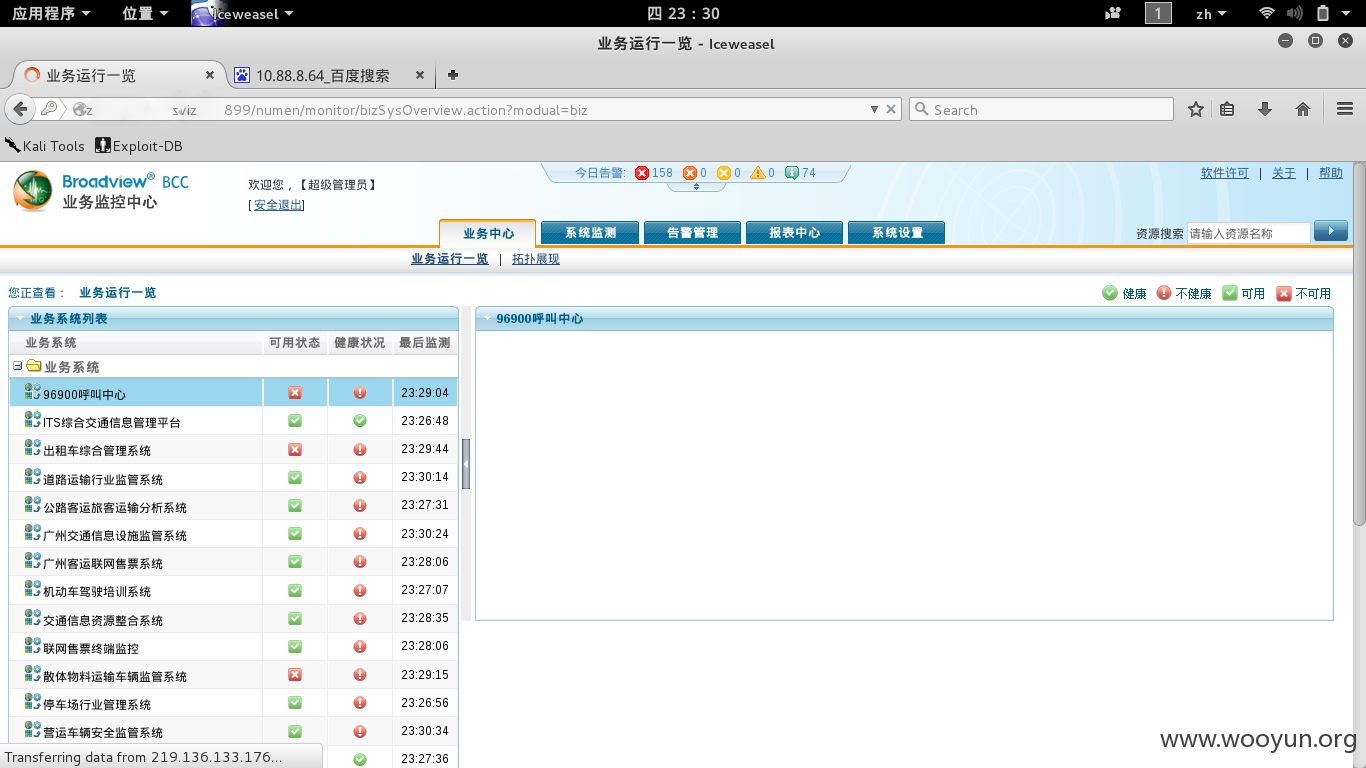 应用程序 位置 Iceweasel 四 23：30 1 zh
业务运行一览 - Iceweasel
业务运行一览 10.88.8.64_百度搜索
899/numen/monitor/bizSysOverview.action?modual=biz Search
Kali Tools Exploit-DB
Broadview® BCC
业务监控中心
欢迎您，【超级管理员】
[安全退出]
今日告警: 158 0 0 0 74
软件许可 | 关于 | 帮助
业务中心 系统监测 告警管理 报表中心 系统设置
资源搜索 请输入资源名称
业务运行一览 | 拓扑展现
您正查看： 业务运行一览
健康 不健康 可用 不可用
业务系统列表
96900呼叫中心
业务系统 可用状态 健康状况 最后监测
业务系统
96900呼叫中心 23:29:04
ITS综合交通信息管理平台 23:26:48
出租车综合管理系统 23:29:44
道路运输行业监管系统 23:30:14
公路客运旅客运输分析系统 23:27:31
广州交通信息设施监管系统 23:30:24
广州客运联网售票系统 23:28:06
机动车驾驶培训系统 23:27:07
交通信息资源整合系统 23:28:35
联网售票终端监控 23:28:06
散体物料运输车辆监管系统 23:29:15
停车场行业管理系统 23:26:56
营运车辆安全监管系统 23:30:34
23:27:36
Transferring data from 219.136.133.176...
www.wooyun.org